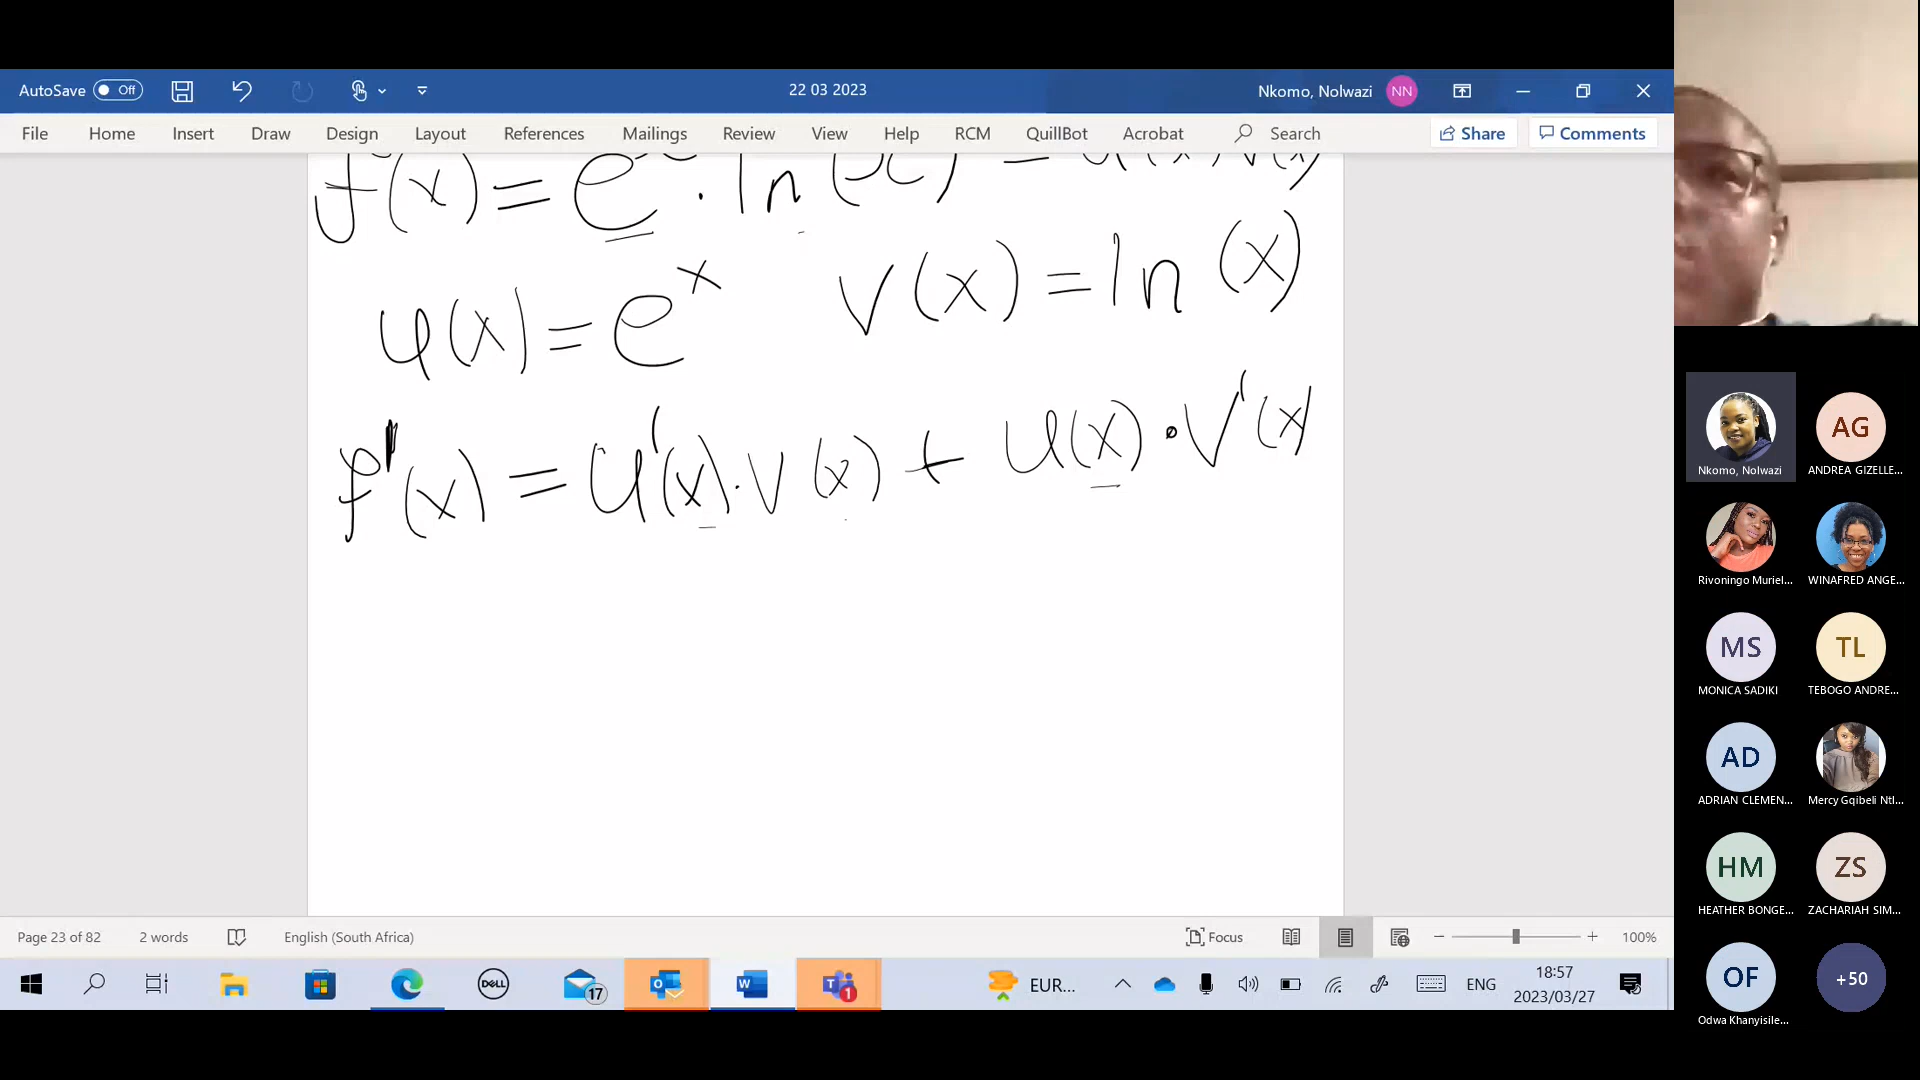 AutoSave Off 22 03 2023 Nkomo, Nolwazi NN
File Home Insert Draw Design Layout References Mailings Review View Help RCM QuillBot Acrobat Search Share Comments
f(x) = e^x · ln(x) = u(x) v(x)
u(x) = e^x v(x) = ln (x)
f'(x) = u'(x) · v(x) + u(x) · v'(x)
Nkomo, Nolwazi
AG
ANDREA GIZELLE...
Rivoningo Muriel...
WINAFRED ANGE...
MS
MONICA SADIKI
TL
TEBOGO ANDRE...
AD
ADRIAN CLEMEN...
Mercy Gqibeli Ntl...
HM
HEATHER BONGE...
ZS
ZACHARIAH SIM...
OF
Odwa Khanyisile...
+50
Page 23 of 82 2 words English (South Africa) Focus 100%
DELL 17 1 EUR... ENG 18:57
2023/03/27